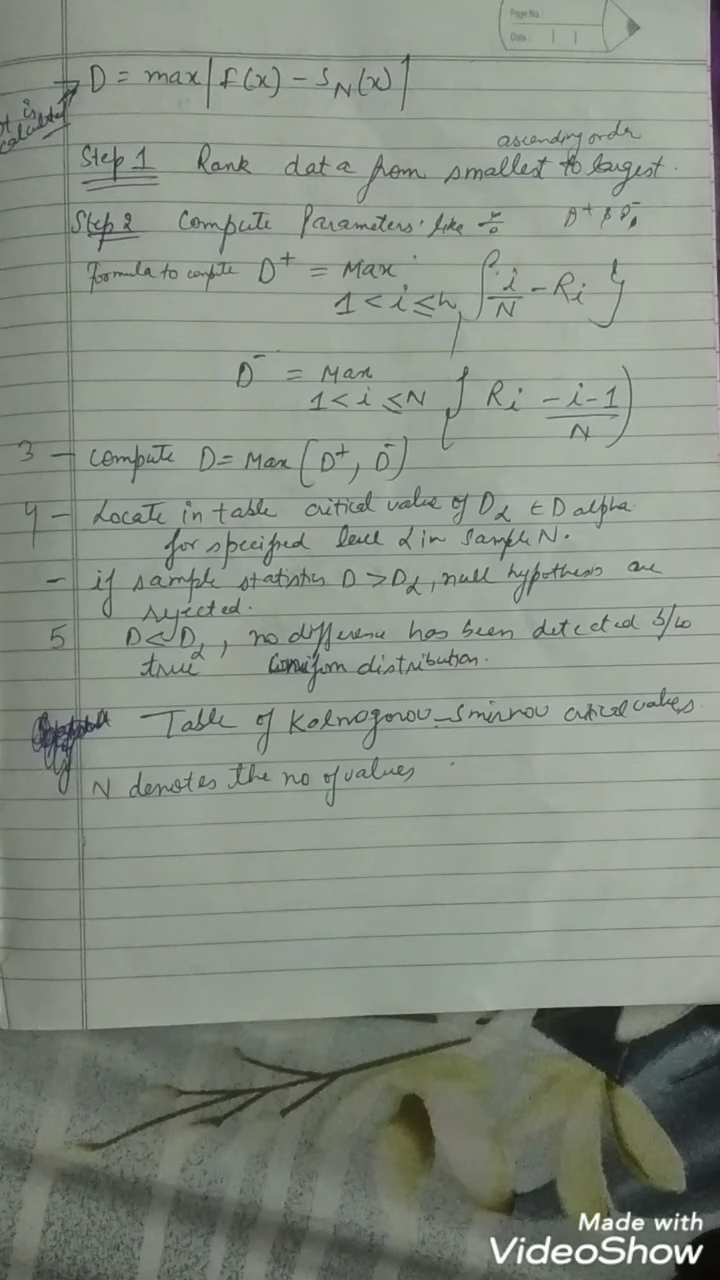 Page No.
Date:
D = max |F(x) - S_N(x)|
it is calculated
ascending order
Step 1 Rank data from smallest to largest.
Step 2 Compute Parameters like D⁺ & D⁻
Formula to compute D⁺ = Max 1 < i ≤ N { i/N - Ri }
D⁻ = Max 1 < i ≤ N { Ri - i-1/N }
3 - compute D = Max (D⁺, D⁻)
4 - Locate in table critical value of Dα ∈ D alpha
for specified level α in sample N.
- if sample statistics D > Dα, null hypothesis are
rejected.
5 D < Dα, no difference has been detected b/w
true uniform distribution.
Table of Kolmogorov-Smirnov critical values.
N denotes the no of values
Made with
VideoShow